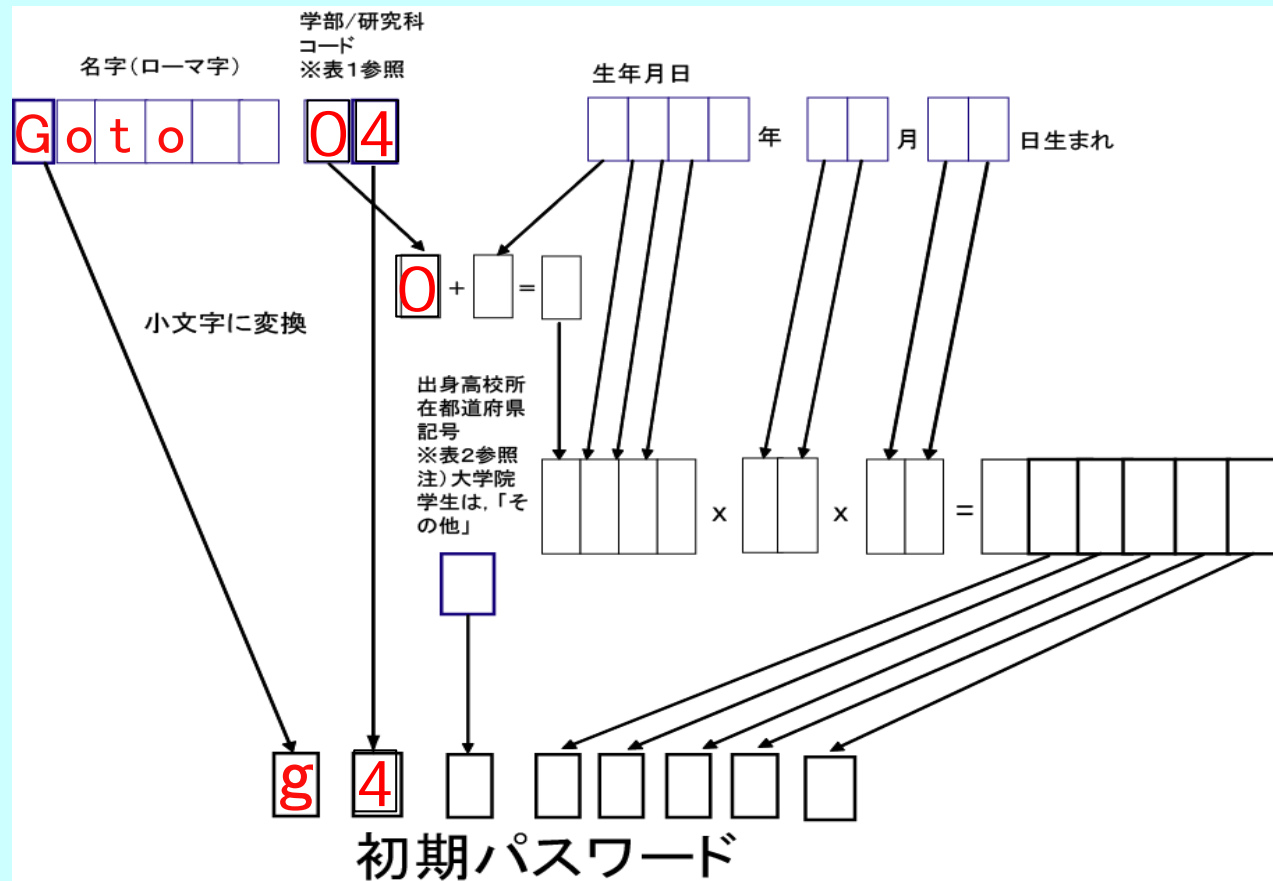 学部/研究科
コード
※表1参照
名字(ローマ字)
生年月日
G o t o
0 4
年
月
日生まれ
0 + =
小文字に変換
出身高校所
在都道府県
記号
※表2参照
注)大学院
学生は,「そ
の他」
x x =
g 4
初期パスワード